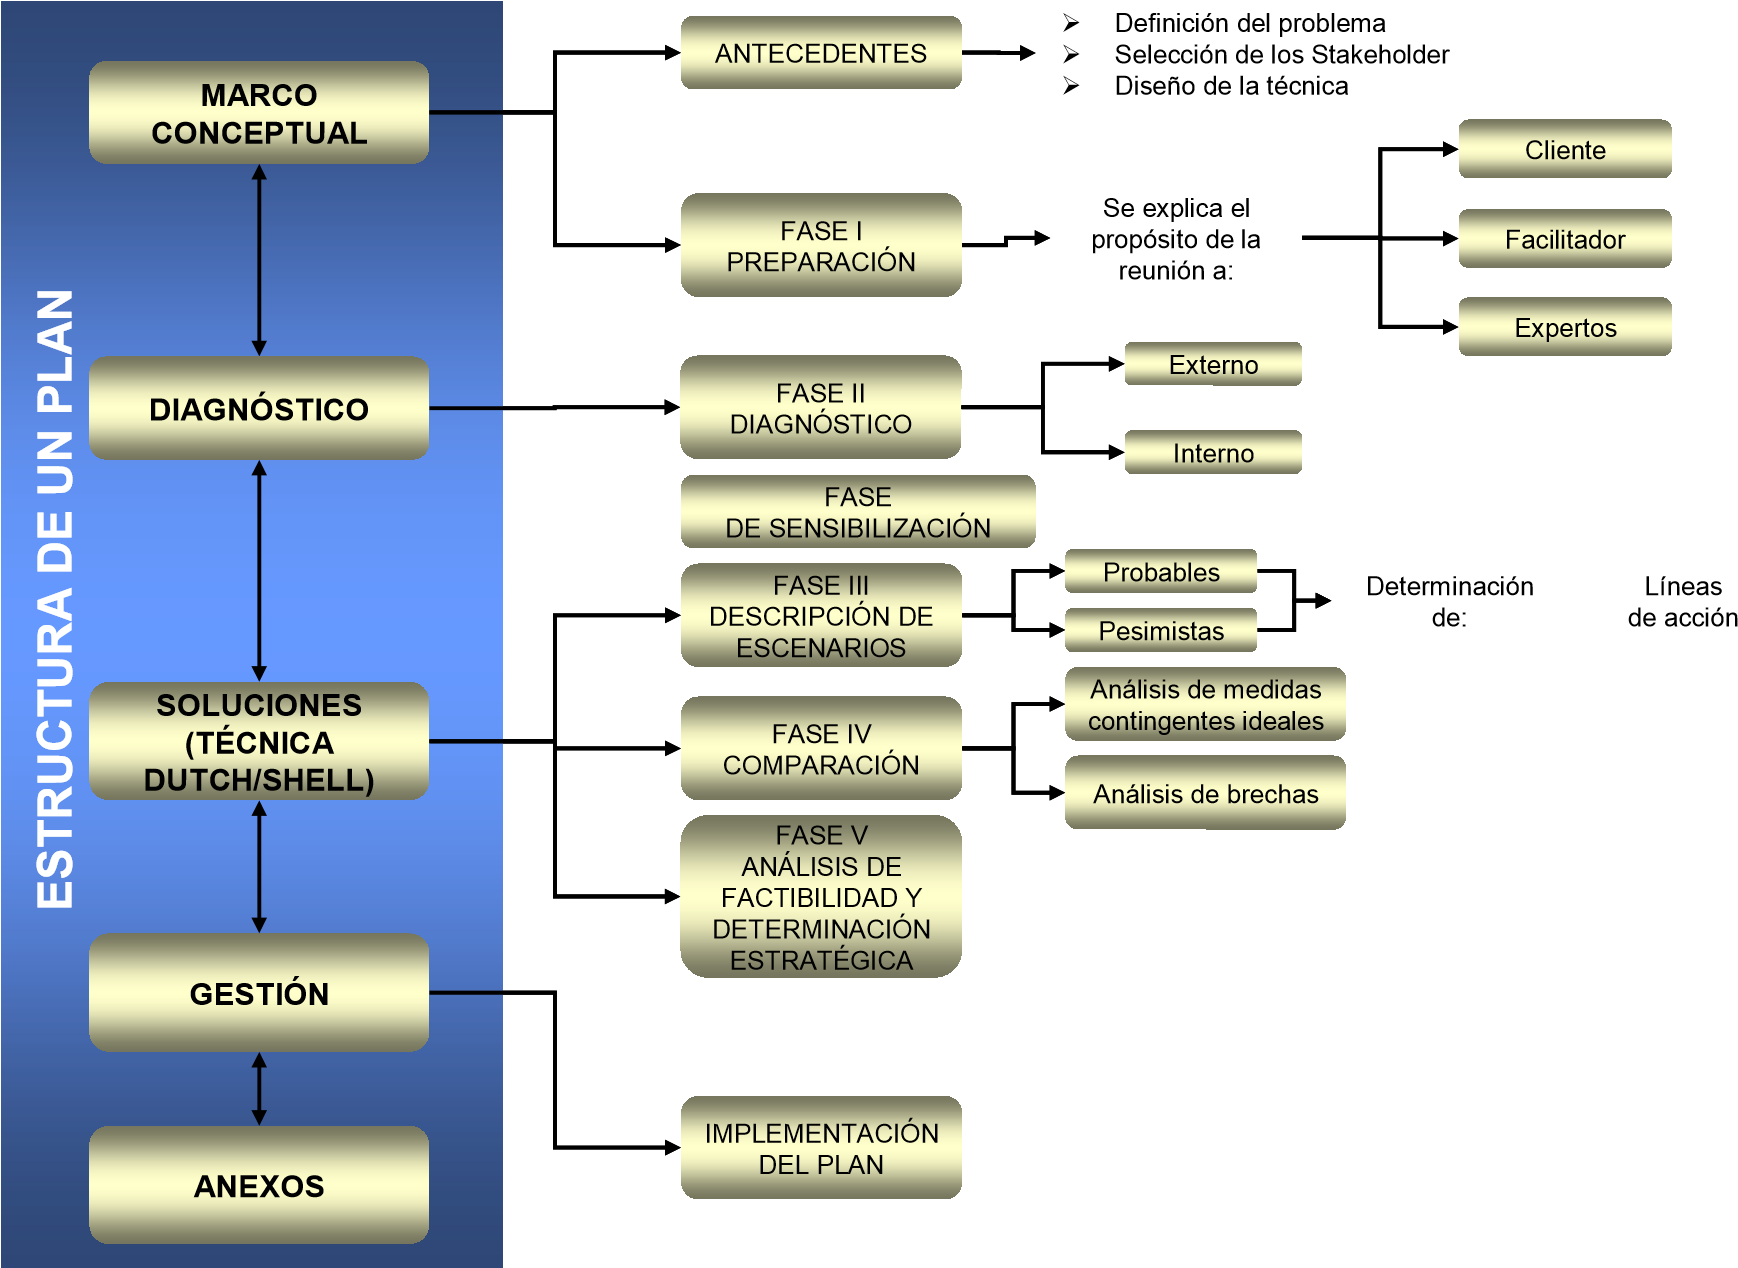 ESTRUCTURA DE UN PLAN
MARCO
CONCEPTUAL
DIAGNÓSTICO
SOLUCIONES
(TÉCNICA
DUTCH/SHELL)
GESTIÓN
ANEXOS
ANTECEDENTES
Definición del problema
Selección de los Stakeholder
Diseño de la técnica
FASE I
PREPARACIÓN
Se explica el
propósito de la
reunión a:
Cliente
Facilitador
Expertos
FASE II
DIAGNÓSTICO
Externo
Interno
FASE
DE SENSIBILIZACIÓN
FASE III
DESCRIPCIÓN DE
ESCENARIOS
Probables
Pesimistas
Determinación
de:
Líneas
de acción
FASE IV
COMPARACIÓN
Análisis de medidas
contingentes ideales
Análisis de brechas
FASE V
ANÁLISIS DE
FACTIBILIDAD Y
DETERMINACIÓN
ESTRATÉGICA
IMPLEMENTACIÓN
DEL PLAN